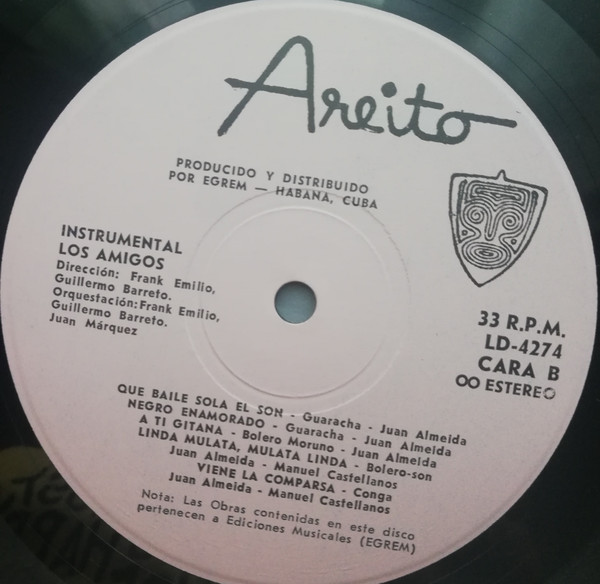 Areito
PRODUCIDO Y DISTRIBUIDO
POR EGREM — HABANA, CUBA
INSTRUMENTAL
LOS AMIGOS
Dirección: Frank Emilio,
Guillermo Barreto.
Orquestación:Frank Emilio,
Guillermo Barreto.
Juan Márquez
33 R.P.M.
LD-4274
CARA B
OO ESTEREO
QUE BAILE SOLA EL SON - Guaracha - Juan Almeida
NEGRO ENAMORADO - Guaracha - Juan Almeida
A TI GITANA - Bolero Moruno - Juan Almeida
LINDA MULATA, MULATA LINDA - Bolero-son
Juan Almeida - Manuel Castellanos
VIENE LA COMPARSA - Conga
Juan Almeida - Manuel Castellanos
Nota: Las Obras contenidas en este disco
pertenecen a Ediciones Musicales (EGREM)